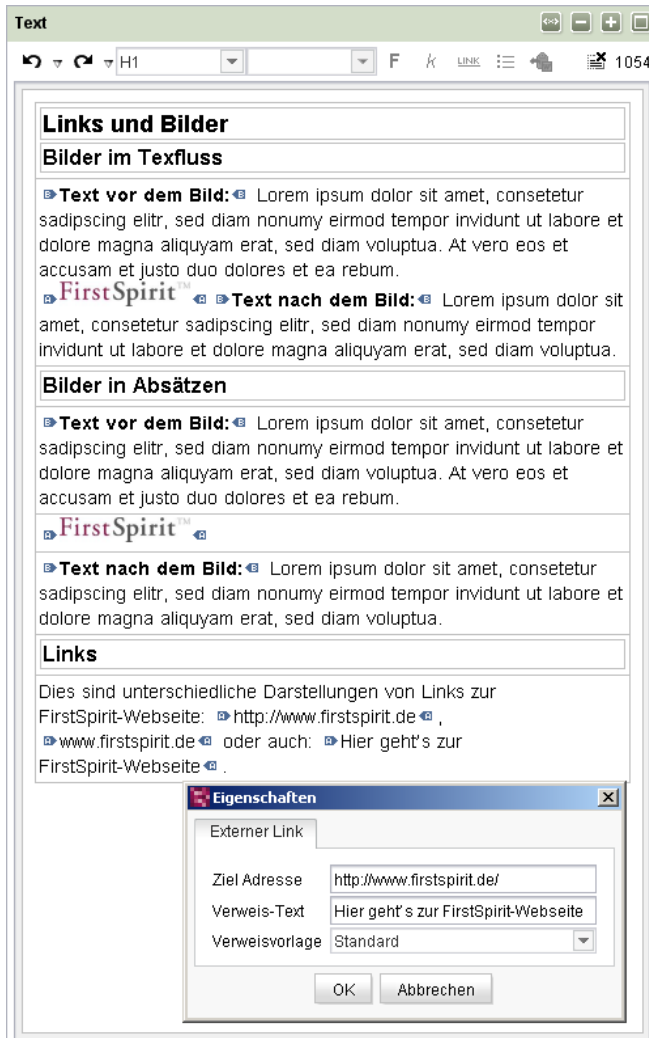 Text
H1
F k LINK 1054
Links und Bilder
Bilder im Texfluss
Text vor dem Bild: Lorem ipsum dolor sit amet, consetetur
sadipscing elitr, sed diam nonumy eirmod tempor invidunt ut labore et
dolore magna aliquyam erat, sed diam voluptua. At vero eos et
accusam et justo duo dolores et ea rebum.
FirstSpirit™ Text nach dem Bild: Lorem ipsum dolor sit
amet, consetetur sadipscing elitr, sed diam nonumy eirmod tempor
invidunt ut labore et dolore magna aliquyam erat, sed diam voluptua.
Bilder in Absätzen
Text vor dem Bild: Lorem ipsum dolor sit amet, consetetur
sadipscing elitr, sed diam nonumy eirmod tempor invidunt ut labore et
dolore magna aliquyam erat, sed diam voluptua. At vero eos et
accusam et justo duo dolores et ea rebum.
FirstSpirit™
Text nach dem Bild: Lorem ipsum dolor sit amet, consetetur
sadipscing elitr, sed diam nonumy eirmod tempor invidunt ut labore et
dolore magna aliquyam erat, sed diam voluptua.
Links
Dies sind unterschiedliche Darstellungen von Links zur
FirstSpirit-Webseite: http://www.firstspirit.de ,
www.firstspirit.de oder auch: Hier geht's zur
FirstSpirit-Webseite .
Eigenschaften
Externer Link
Ziel Adresse http://www.firstspirit.de/
Verweis-Text Hier geht's zur FirstSpirit-Webseite
Verweisvorlage Standard
OK Abbrechen